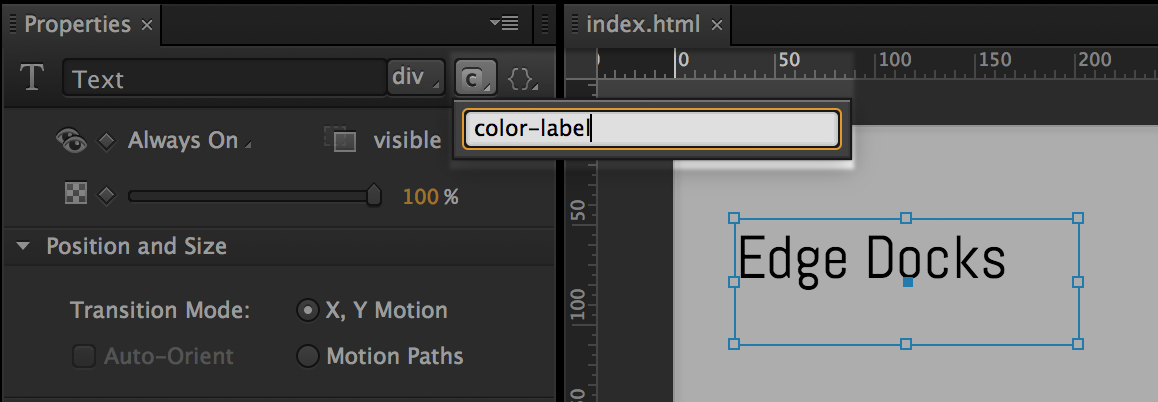 Properties ×
index.html ×
T Text div C {}
0 50 100 150 200
color-label
Always On visible
100 %
Position and Size
50
Edge Docks
Transition Mode: X, Y Motion
100
Auto-Orient Motion Paths